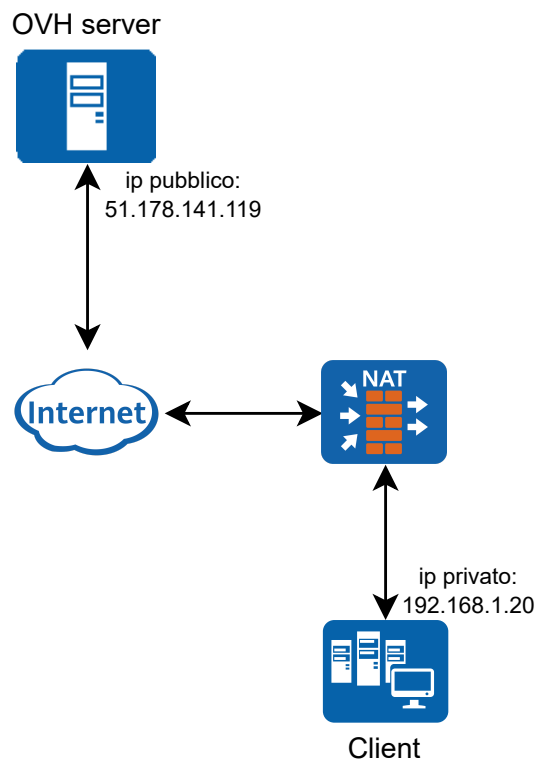 OVH server
ip pubblico:
51.178.141.119
Internet
NAT
ip privato:
192.168.1.20
Client